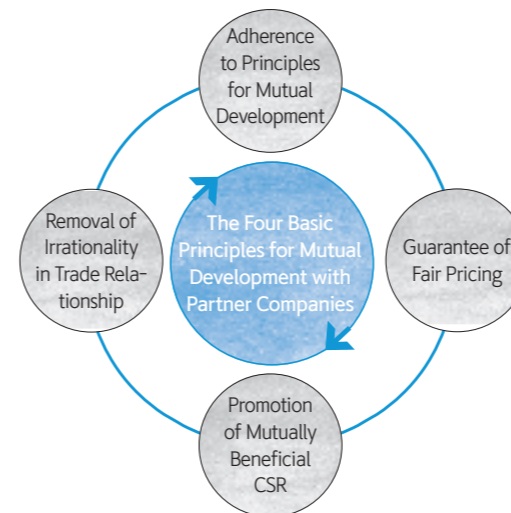 Adherence
to Principles
for Mutual
Development
Removal of
Irrationality
in Trade Rela-
tionship
The Four Basic
Principles for Mutual
Development with
Partner Companies
Guarantee of
Fair Pricing
Promotion
of Mutually
Beneficial
CSR